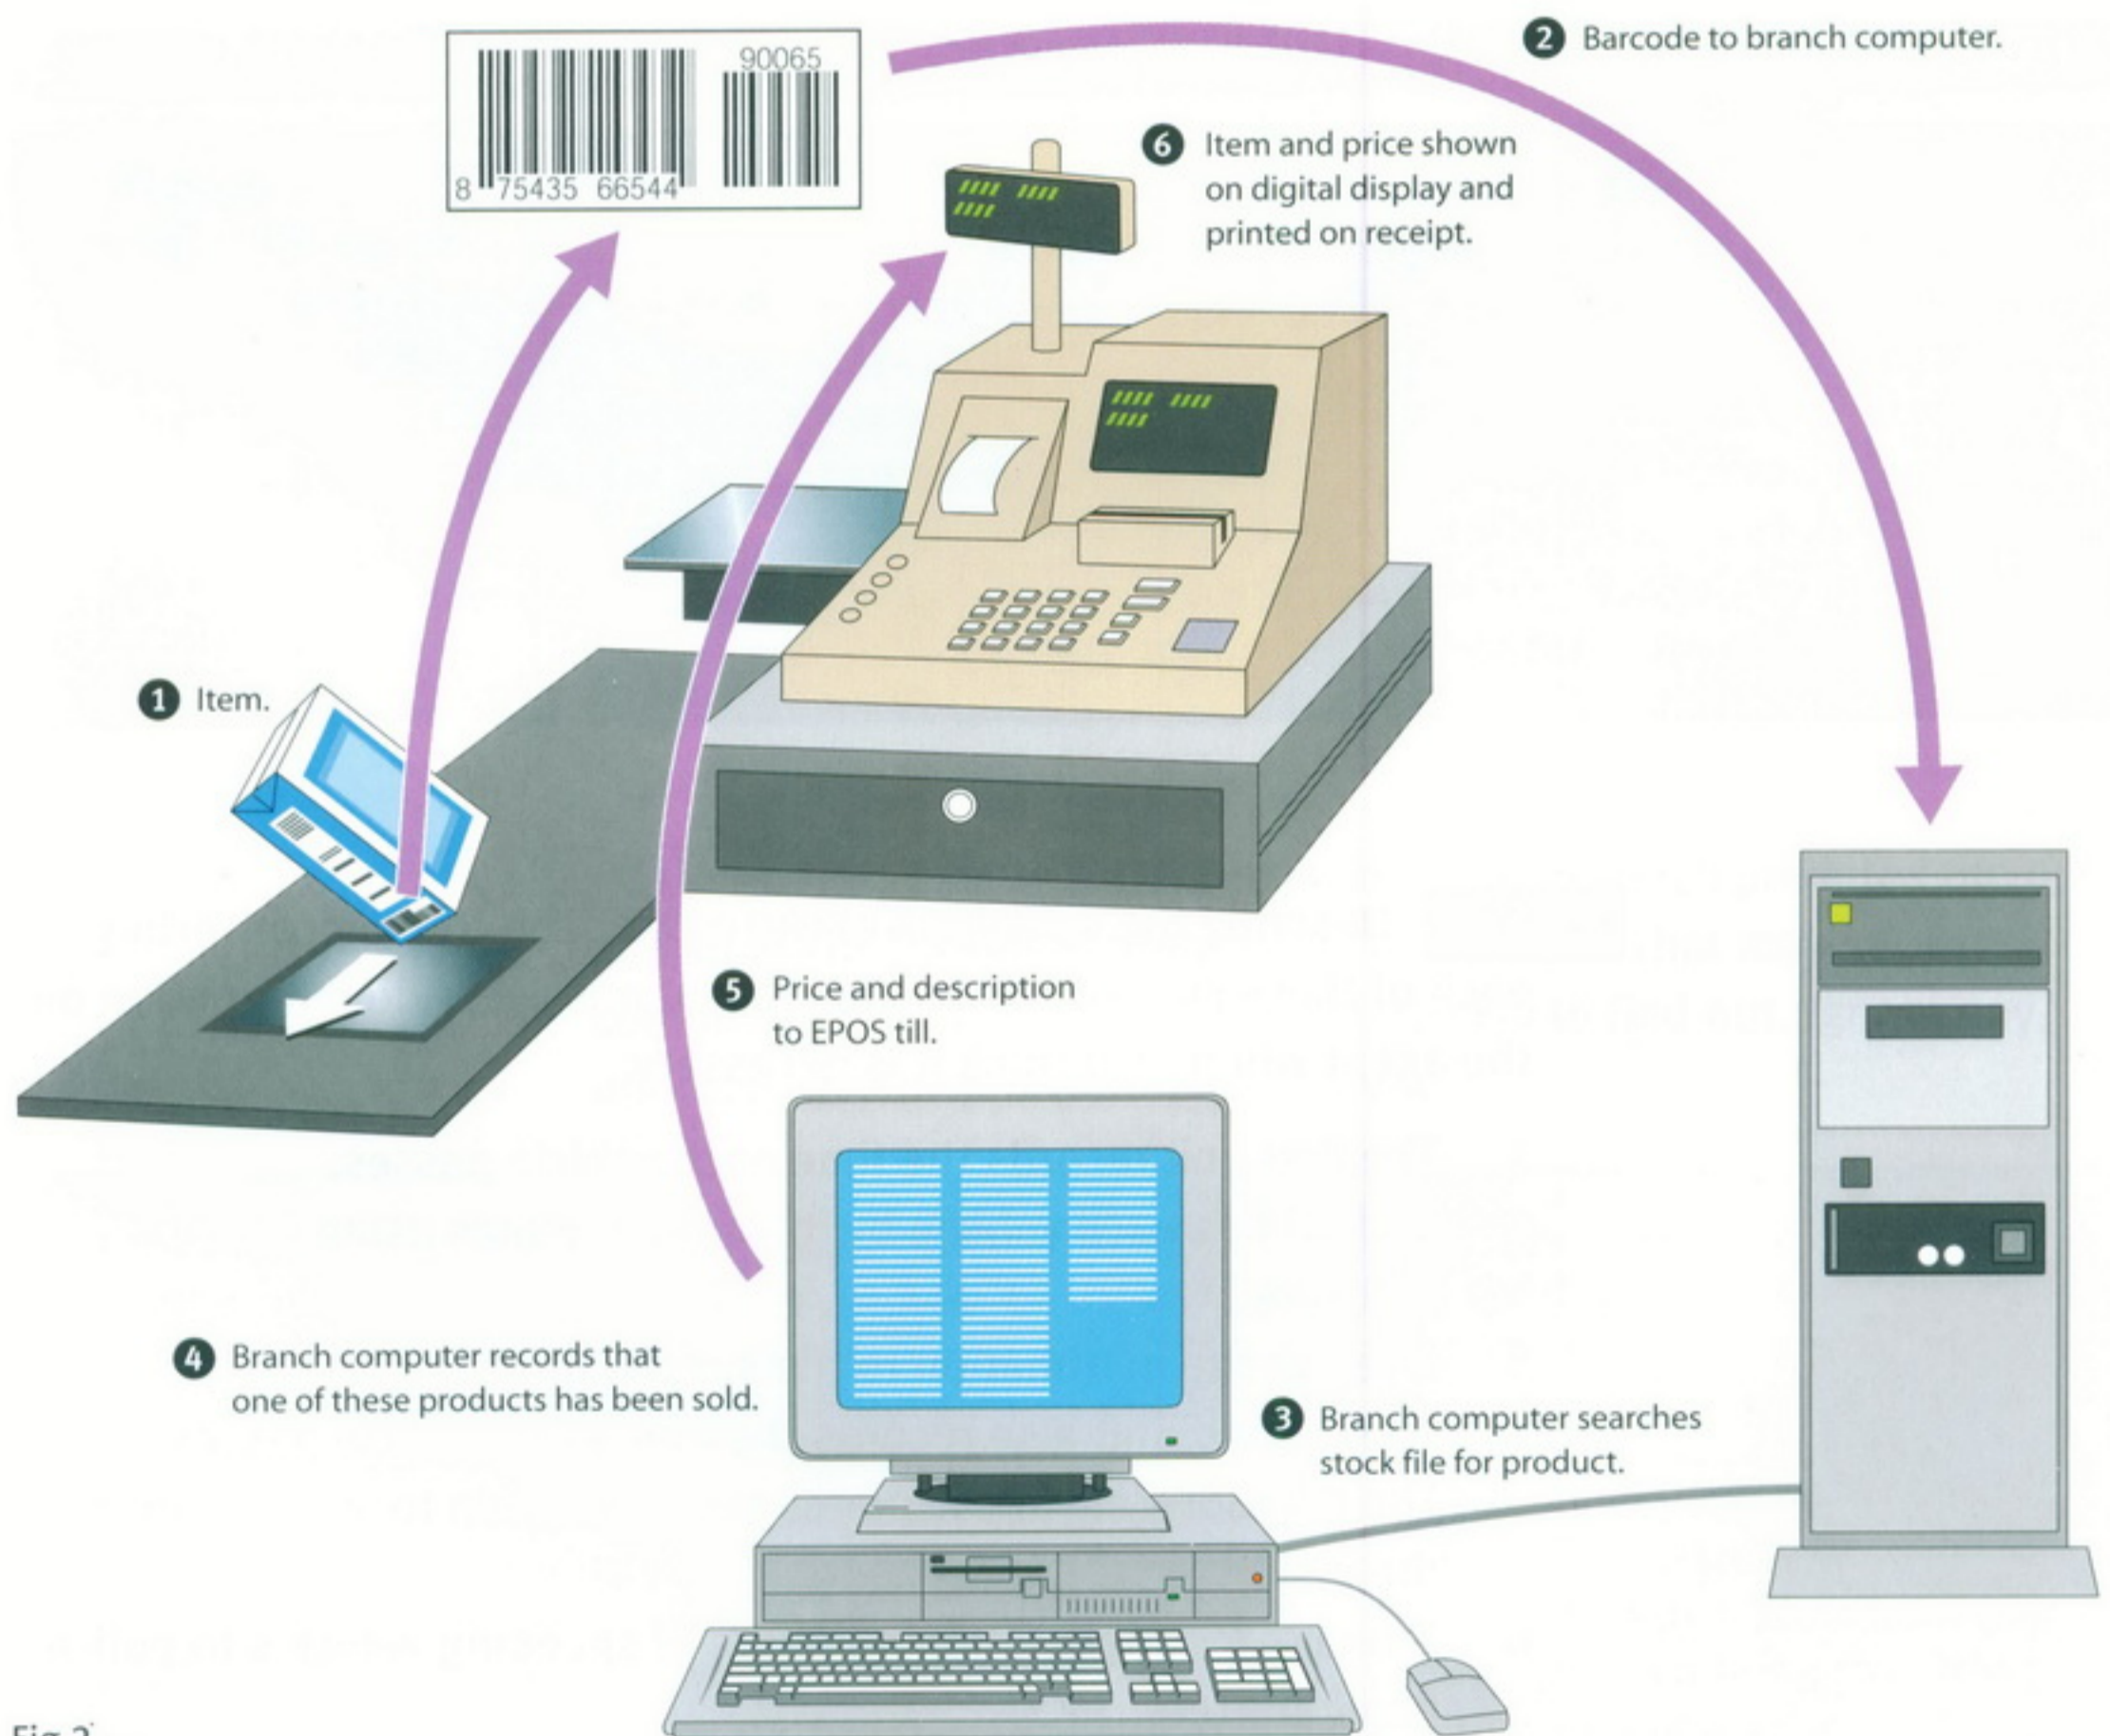 2 Barcode to branch computer.
90065
8 75435 66544
6 Item and price shown
on digital display and
printed on receipt.
1 Item.
5 Price and description
to EPOS till.
4 Branch computer records that
one of these products has been sold.
3 Branch computer searches
stock file for product.